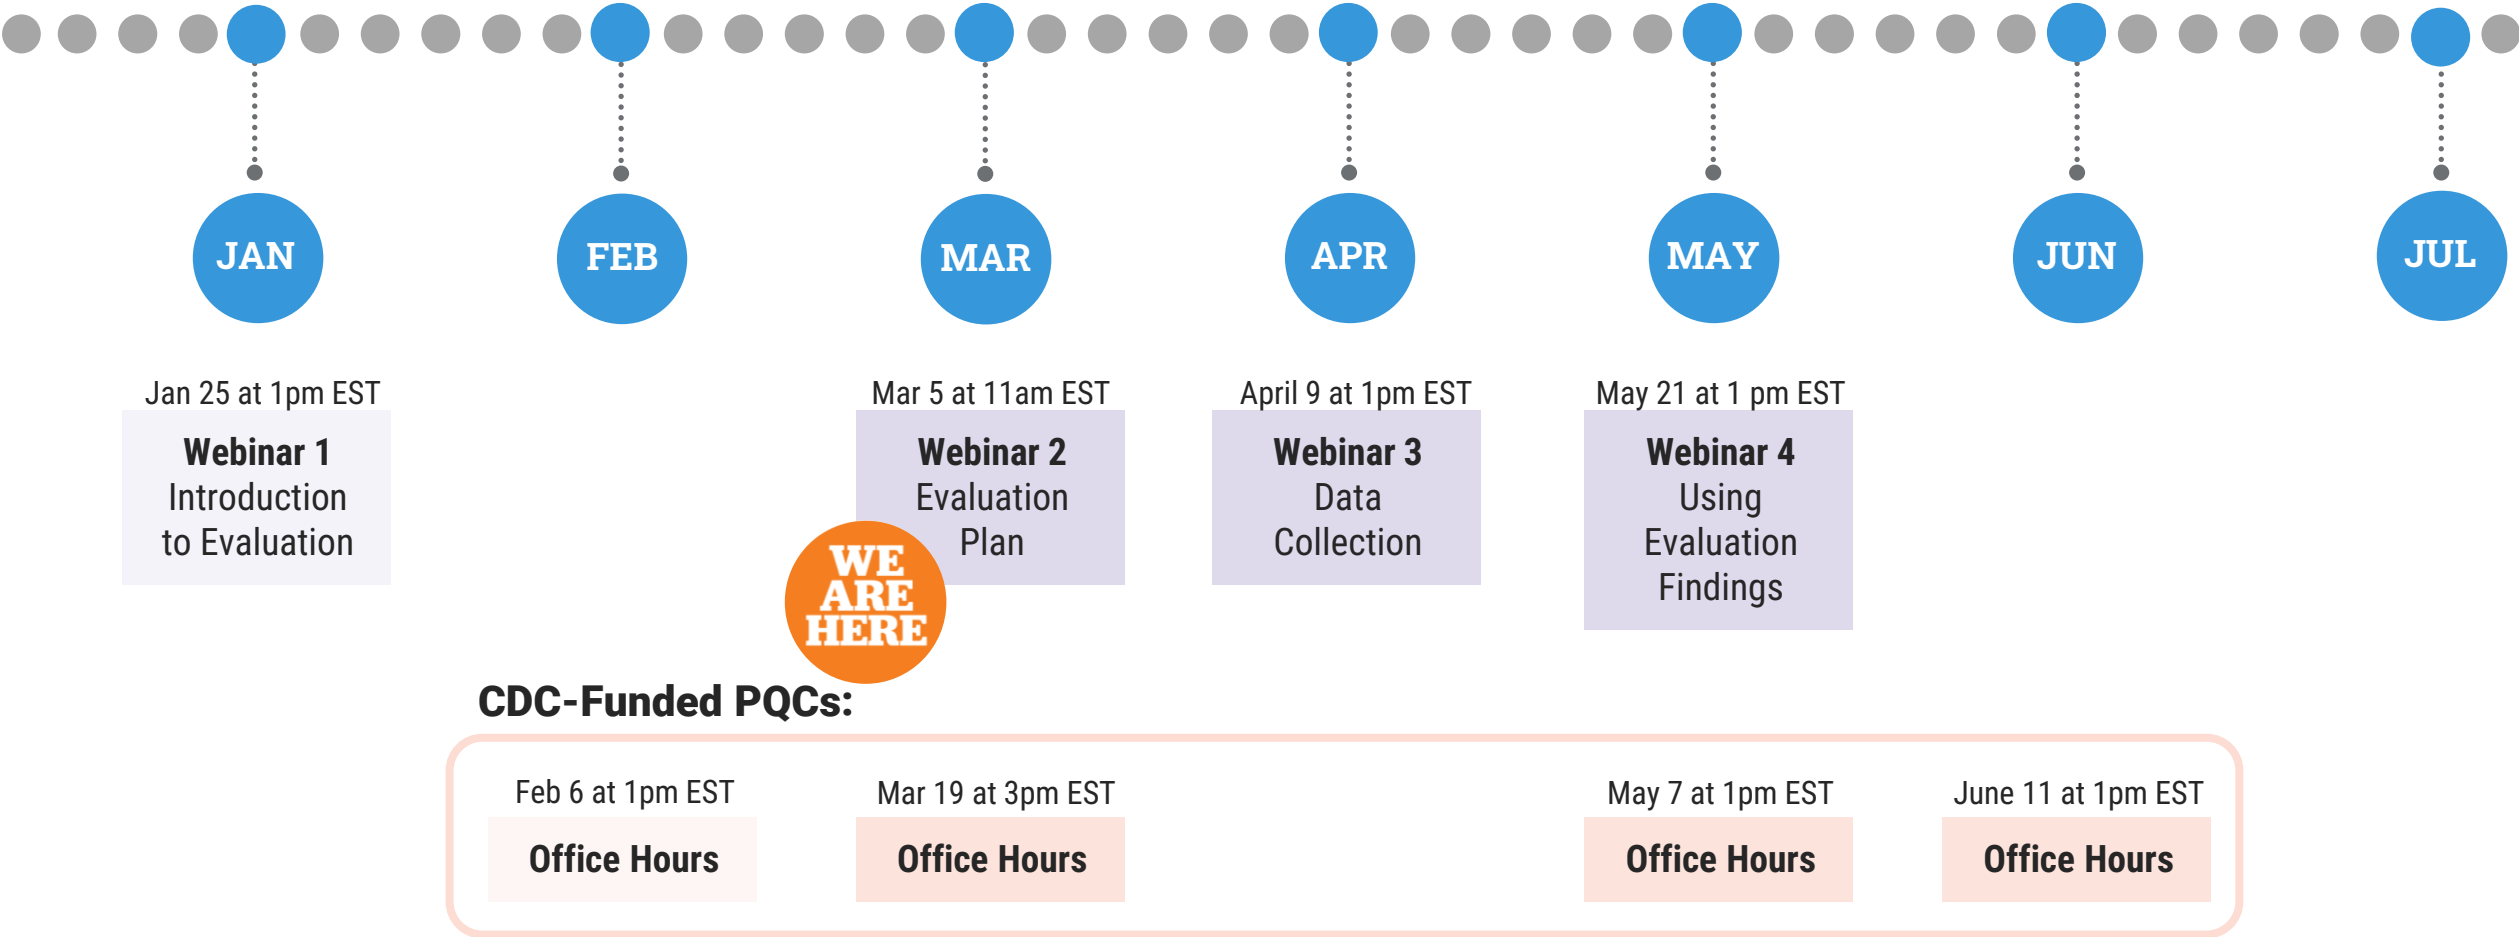 JAN
FEB
MAR
APR
MAY
JUN
JUL
Jan 25 at 1pm EST
Webinar 1
Introduction
to Evaluation
Mar 5 at 11am EST
Webinar 2
Evaluation
Plan
April 9 at 1pm EST
Webinar 3
Data
Collection
May 21 at 1 pm EST
Webinar 4
Using
Evaluation
Findings
WE
ARE
HERE
CDC-Funded PQCs:
Feb 6 at 1pm EST
Office Hours
Mar 19 at 3pm EST
Office Hours
May 7 at 1pm EST
Office Hours
June 11 at 1pm EST
Office Hours